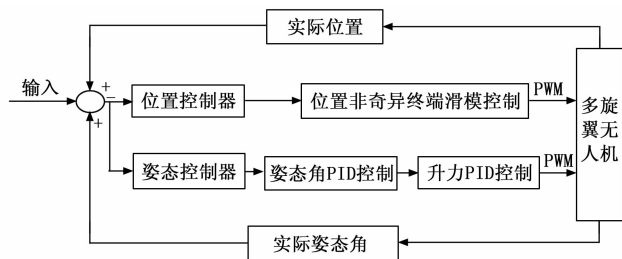 实际位置
输入
+
−
+
位置控制器
位置非奇异终端滑模控制
PWM
多旋
翼无
人机
姿态控制器
姿态角PID控制
升力PID控制
PWM
实际姿态角